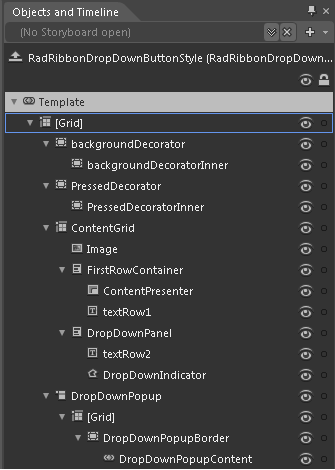 Objects and Timeline
(No Storyboard open)
RadRibbonDropDownButtonStyle (RadRibbonDropDown...
Template
[Grid]
backgroundDecorator
backgroundDecoratorInner
PressedDecorator
PressedDecoratorInner
ContentGrid
Image
FirstRowContainer
ContentPresenter
textRow1
DropDownPanel
textRow2
DropDownIndicator
DropDownPopup
[Grid]
DropDownPopupBorder
DropDownPopupContent